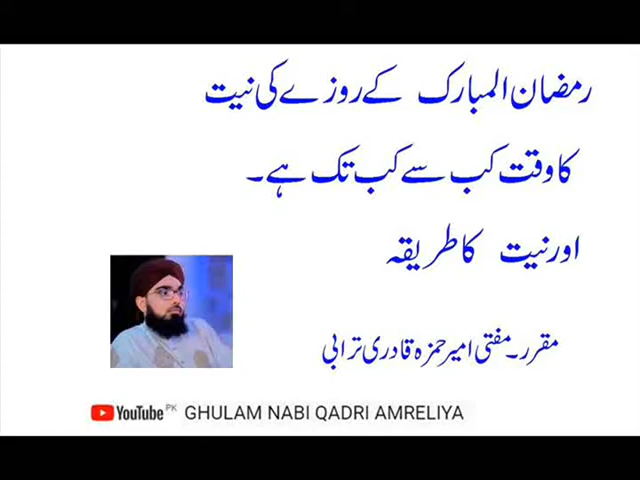 رمضان المبارک کے روزے کی نیت
کا وقت کب سے کب تک ہے۔
اور نیت کا طریقہ
مقرر۔ مفتی امیر حمزہ قادری ترابی
YouTube PK GHULAM NABI QADRI AMRELIYA